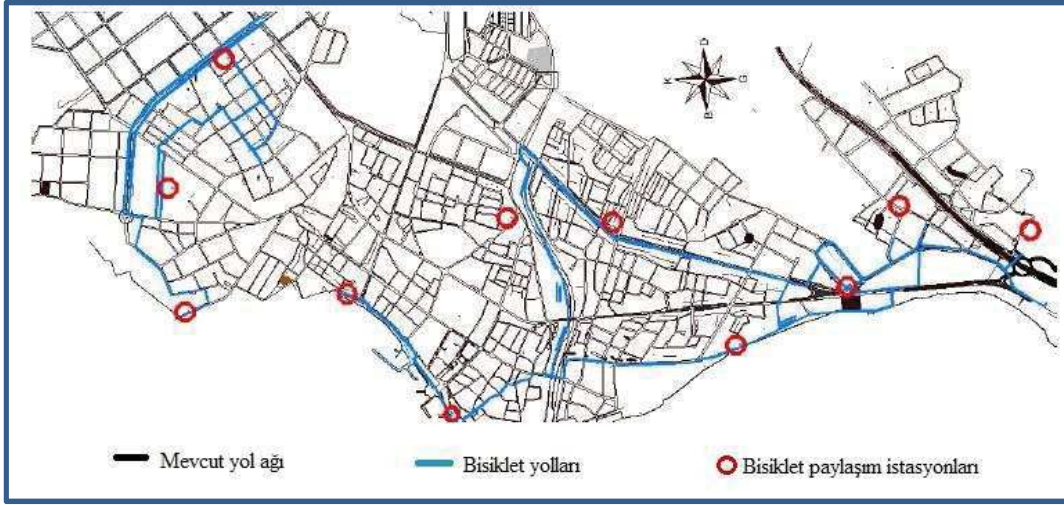 D
K
G
B
Mevcut yol ağı
Bisiklet yolları
Bisiklet paylaşım istasyonları